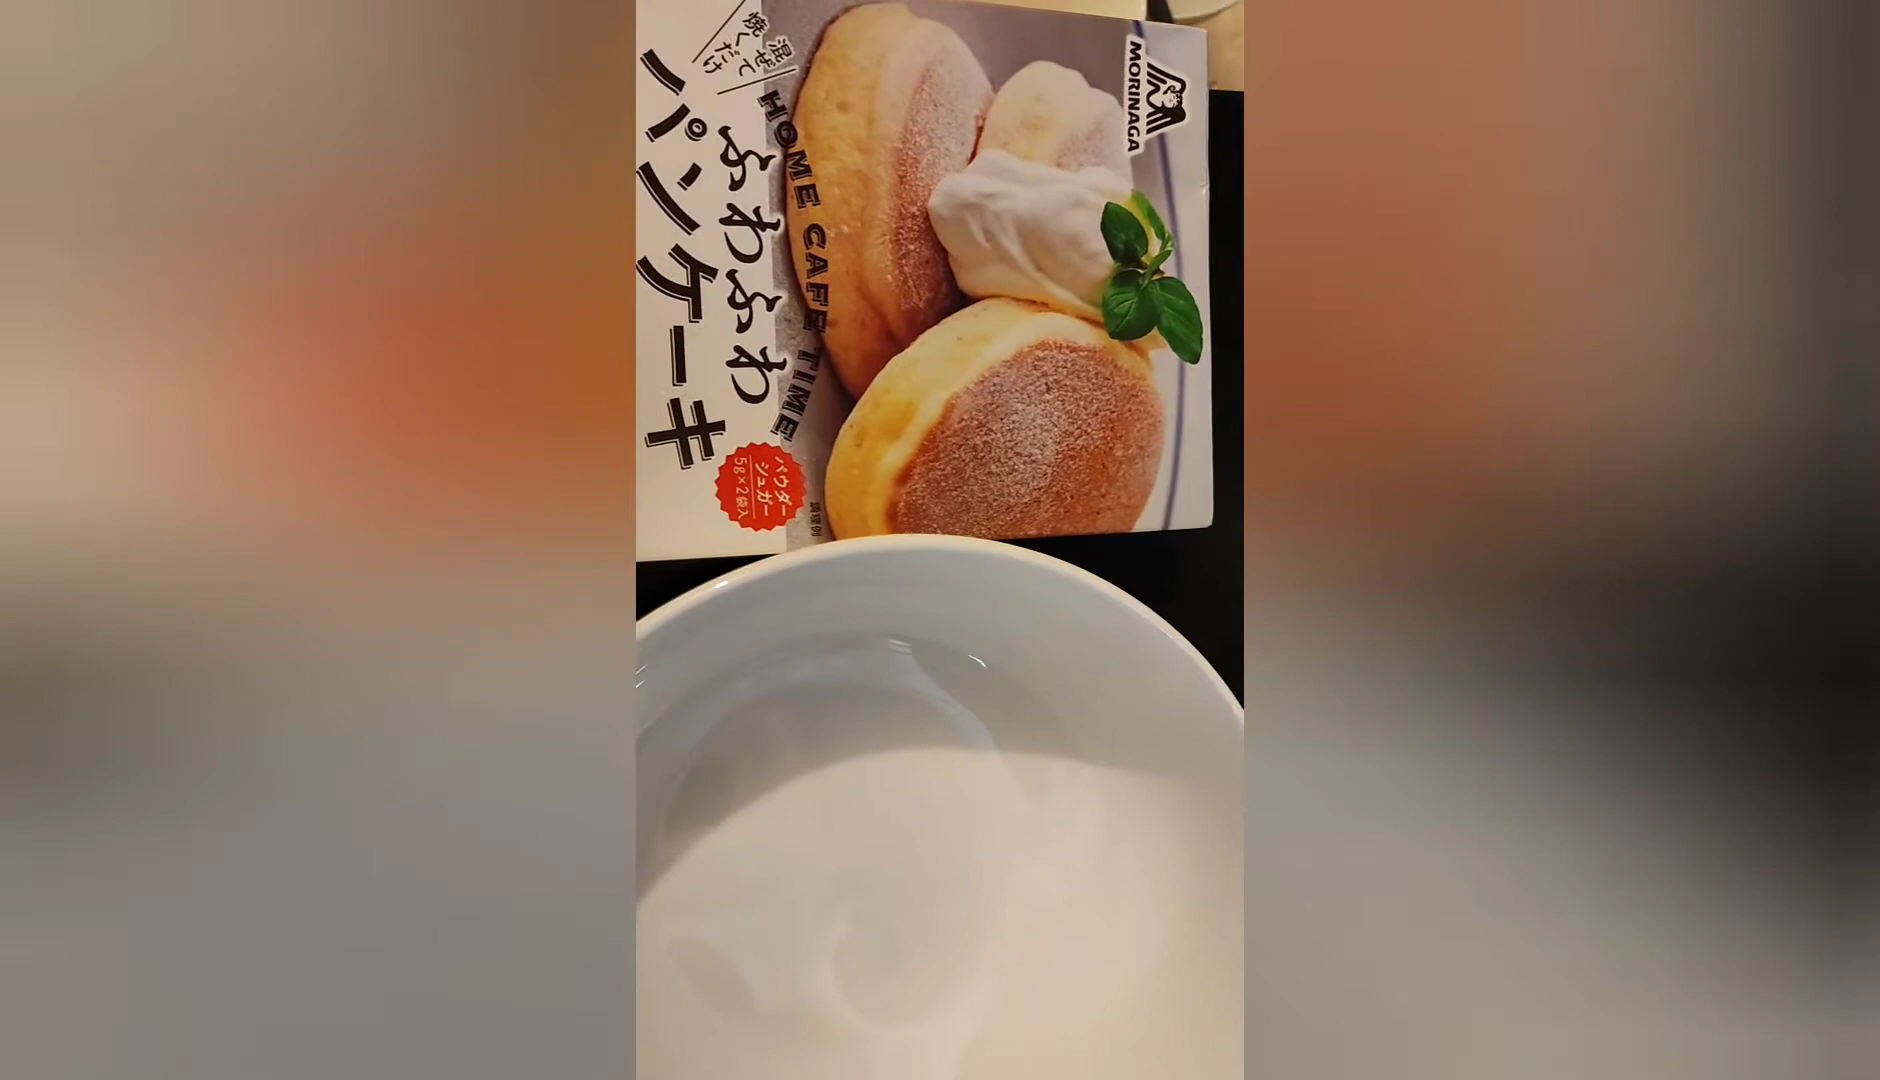 MORINAGA
混ぜて
焼くだけ
HOME CAFE TIME
ふわふわ
パンケーキ
パウダー
シュガー
5g×2袋入
調理例